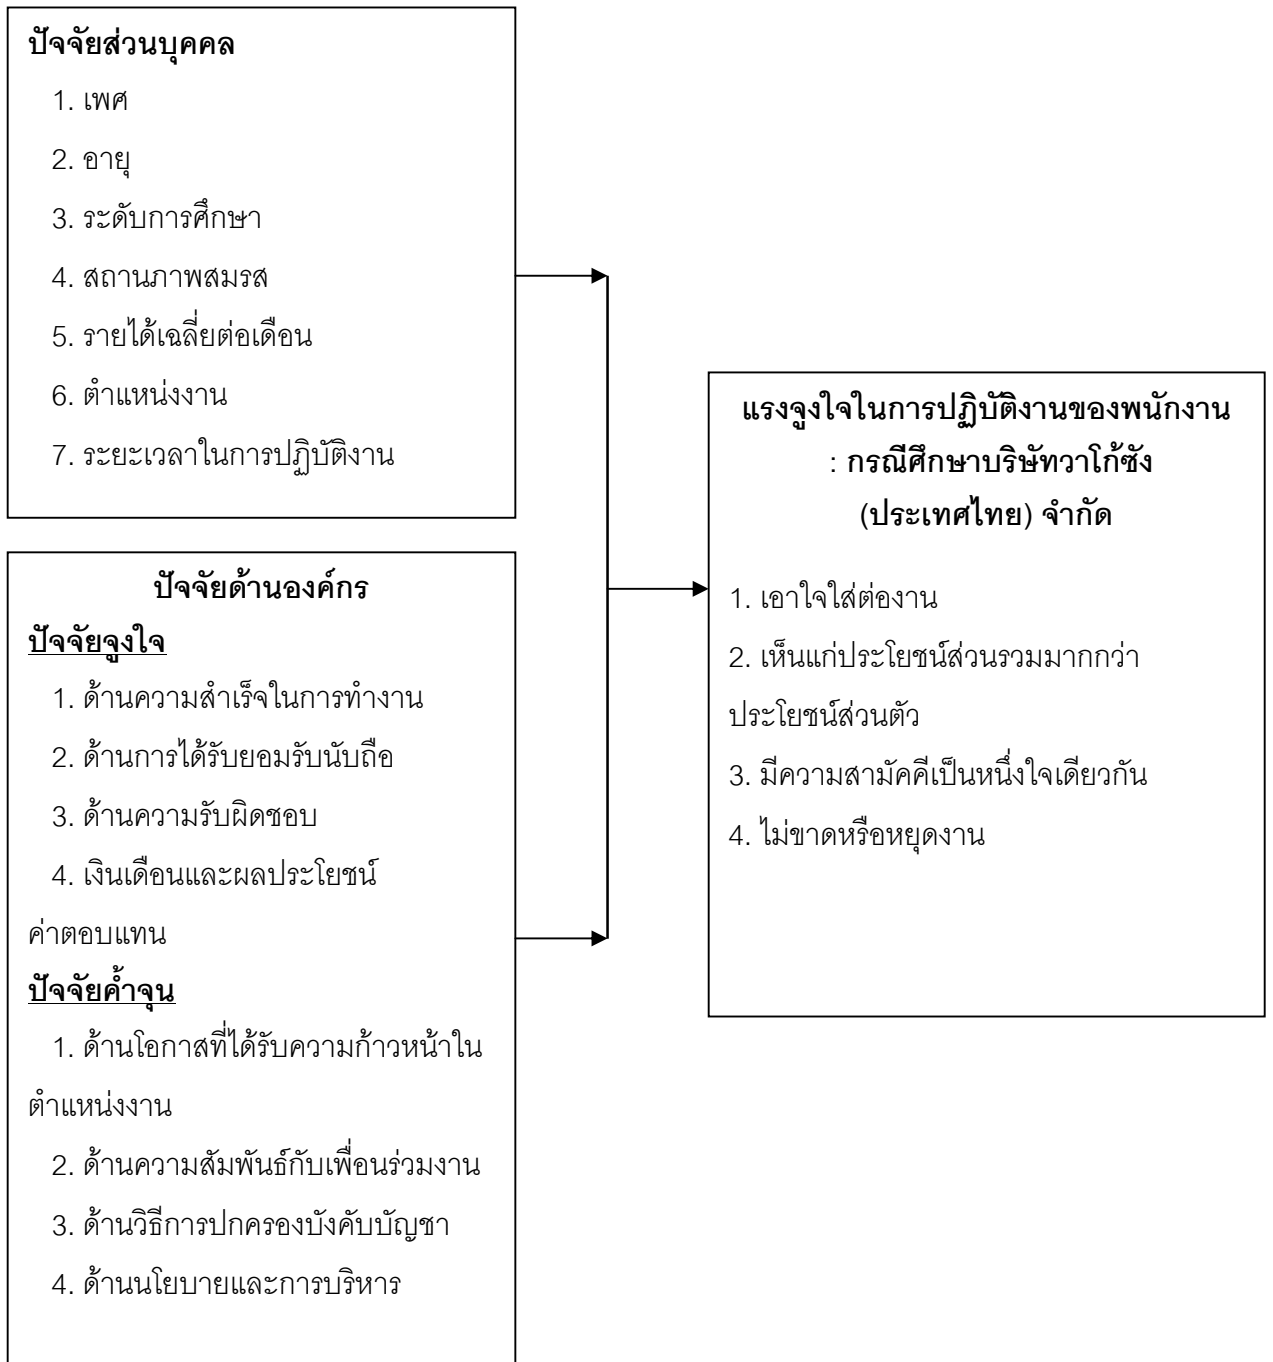 ปัจจัยส่วนบุคคล
1. เพศ
2. อายุ
3. ระดับการศึกษา
4. สถานภาพสมรส
5. รายได้เฉลี่ยต่อเดือน
6. ตำแหน่งงาน
7. ระยะเวลาในการปฏิบัติงาน
ปัจจัยด้านองค์กร
ปัจจัยจูงใจ
1. ด้านความสำเร็จในการทำงาน
2. ด้านการได้รับยอมรับนับถือ
3. ด้านความรับผิดชอบ
4. เงินเดือนและผลประโยชน์
ค่าตอบแทน
ปัจจัยค้ำจุน
1. ด้านโอกาสที่ได้รับความก้าวหน้าใน
ตำแหน่งงาน
2. ด้านความสัมพันธ์กับเพื่อนร่วมงาน
3. ด้านวิธีการปกครองบังคับบัญชา
4. ด้านนโยบายและการบริหาร
แรงจูงใจในการปฏิบัติงานของพนักงาน
: กรณีศึกษาบริษัทวาโก้ซัง
(ประเทศไทย) จำกัด
1. เอาใจใส่ต่องาน
2. เห็นแก่ประโยชน์ส่วนรวมมากกว่า
ประโยชน์ส่วนตัว
3. มีความสามัคคีเป็นหนึ่งใจเดียวกัน
4. ไม่ขาดหรือหยุดงาน